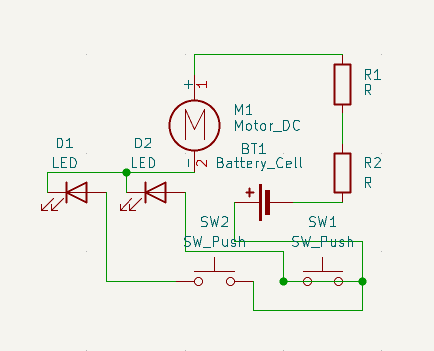 R1
R
+
1
M1
Motor_DC
D1
LED
D2
LED
-
2
BT1
Battery_Cell
R2
R
+
SW2
SW_Push
SW1
SW_Push